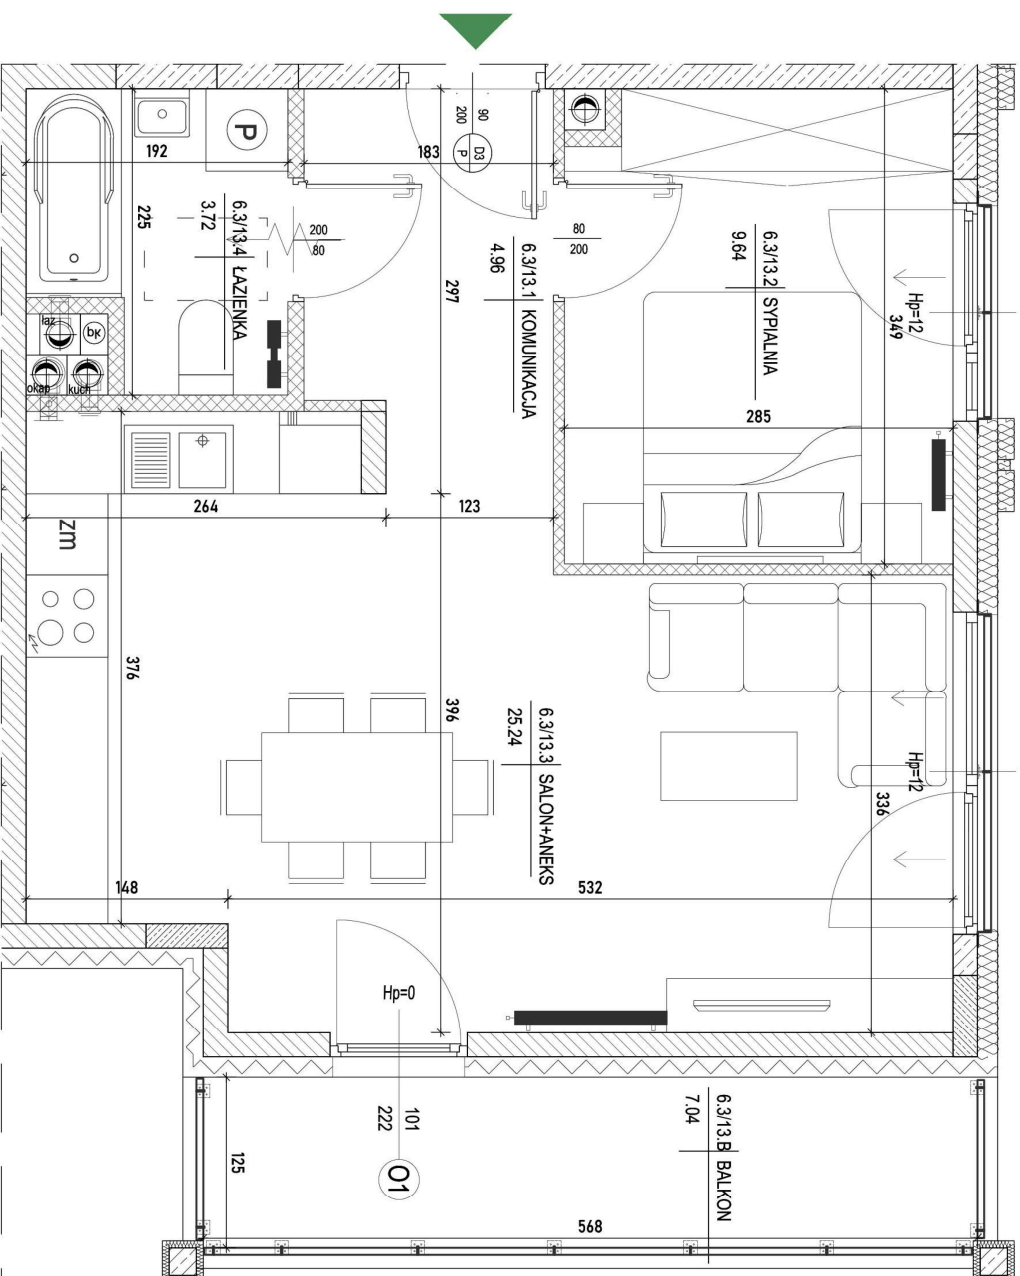 90
200
D3
P
P
192
183
225
6.3/13.4 ŁAZIENKA
3.72
200
80
80
200
6.3/13.1 KOMUNIKACJA
4.96
6.3/13.2 SYPIALNIA
9.64
Hp=12
349
297
łaz
bK
okap
kuch
285
264
123
zm
376
396
6.3/13.3 SALON+ANEKS
25.24
Hp=12
336
148
532
Hp=0
101
222
O1
125
6.3/13.B BALKON
7.04
568